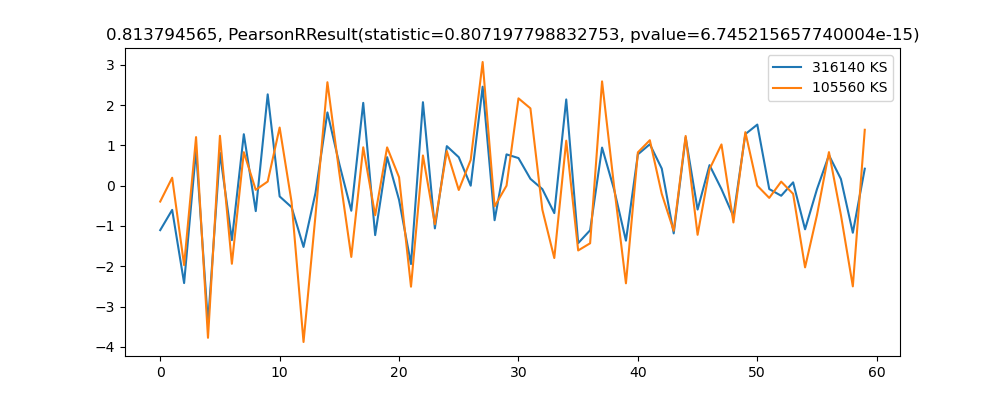 0.813794565, PearsonRResult(statistic=0.807197798832753, pvalue=6.745215657740004e-15)
316140 KS
105560 KS
3
2
1
0
−1
−2
−3
−4
0 10 20 30 40 50 60